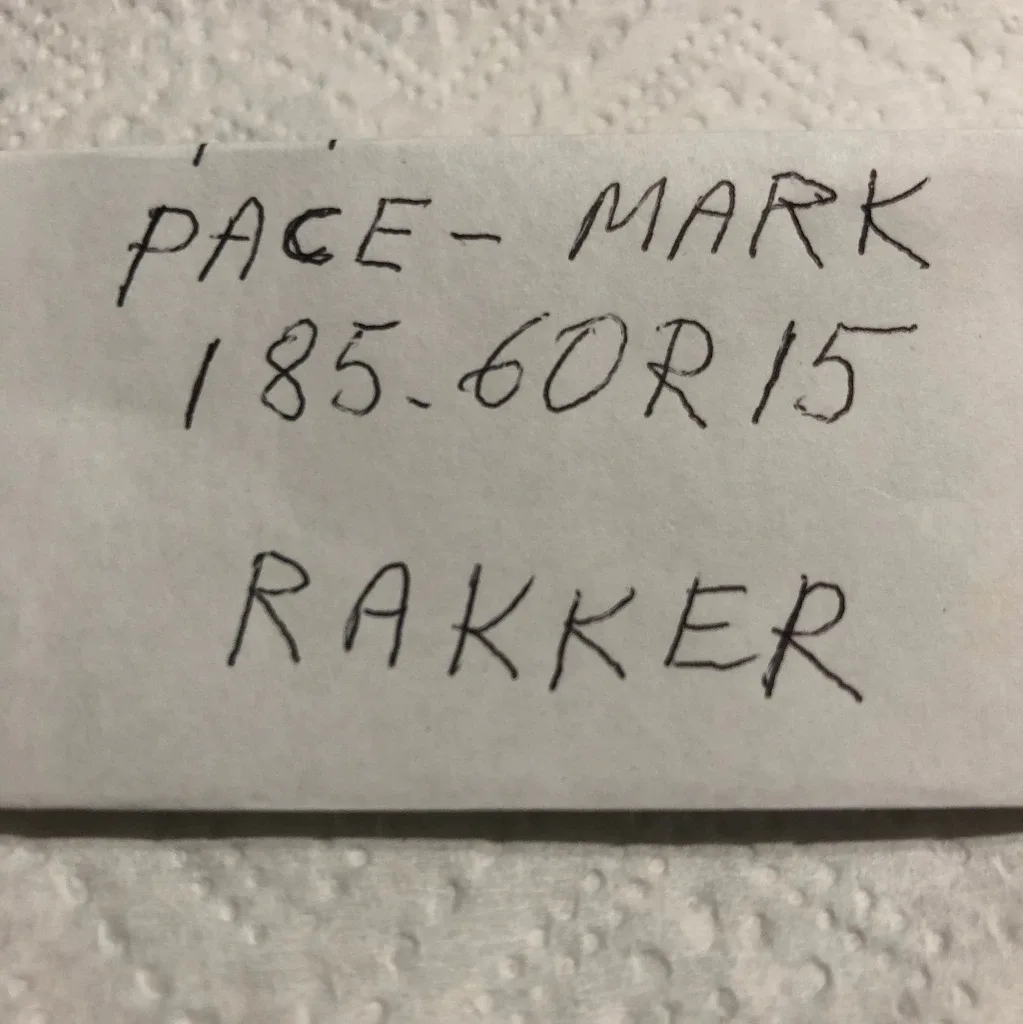 PACE - MARK
185.60R15
RAKKER